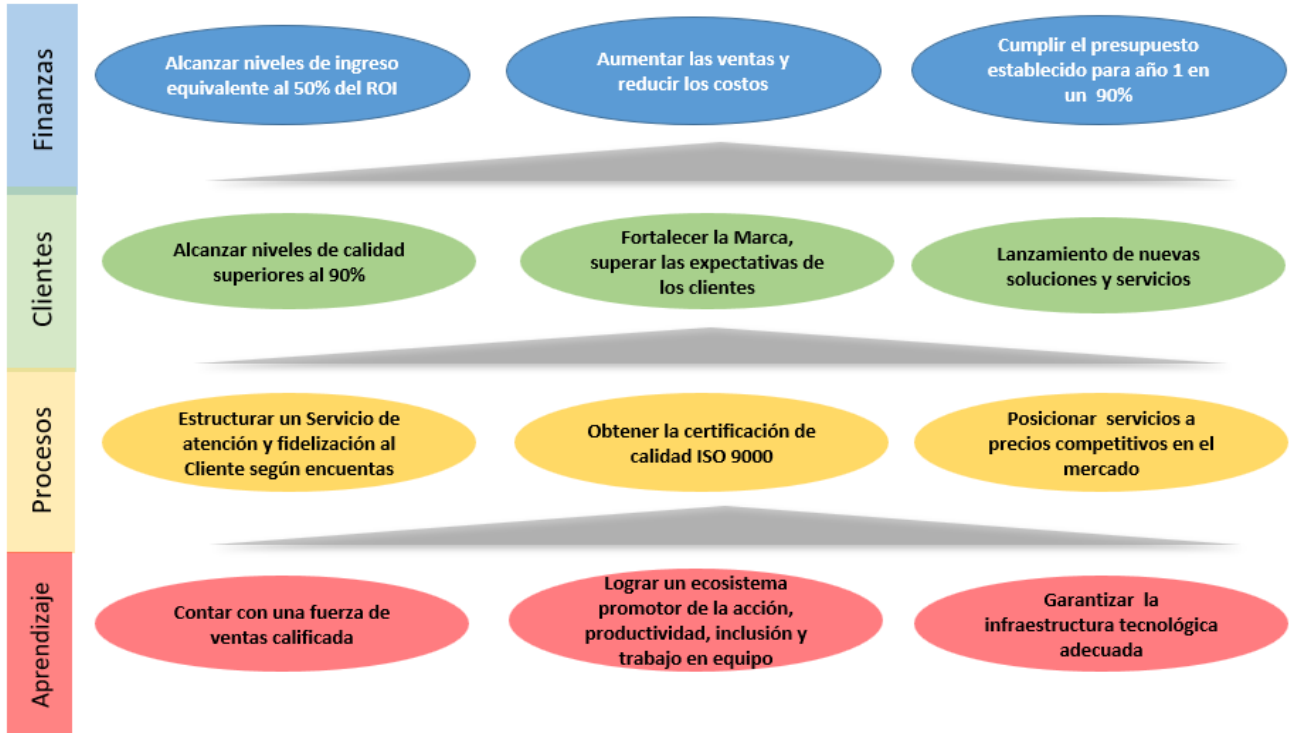 Finanzas
Alcanzar niveles de ingreso
equivalente al 50% del ROI
Aumentar las ventas y
reducir los costos
Cumplir el presupuesto
establecido para año 1 en
un 90%
Clientes
Alcanzar niveles de calidad
superiores al 90%
Fortalecer la Marca,
superar las expectativas de
los clientes
Lanzamiento de nuevas
soluciones y servicios
Procesos
Estructurar un Servicio de
atención y fidelización al
Cliente según encuentas
Obtener la certificación de
calidad ISO 9000
Posicionar servicios a
precios competitivos en el
mercado
Aprendizaje
Contar con una fuerza de
ventas calificada
Lograr un ecosistema
promotor de la acción,
productividad, inclusión y
trabajo en equipo
Garantizar la
infraestructura tecnológica
adecuada